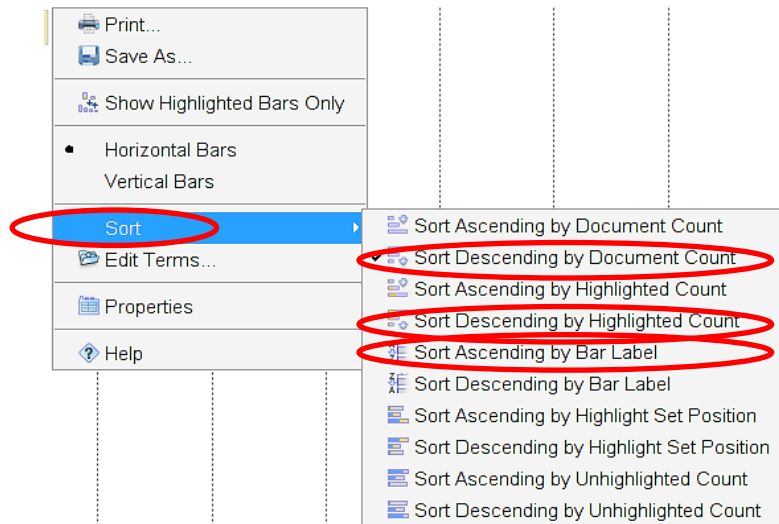 Print...
Save As...
Show Highlighted Bars Only
Horizontal Bars
Vertical Bars
Sort
Edit Terms...
Properties
Help
Sort Ascending by Document Count
Sort Descending by Document Count
Sort Ascending by Highlighted Count
Sort Descending by Highlighted Count
Sort Ascending by Bar Label
Sort Descending by Bar Label
Sort Ascending by Highlight Set Position
Sort Descending by Highlight Set Position
Sort Ascending by Unhighlighted Count
Sort Descending by Unhighlighted Count